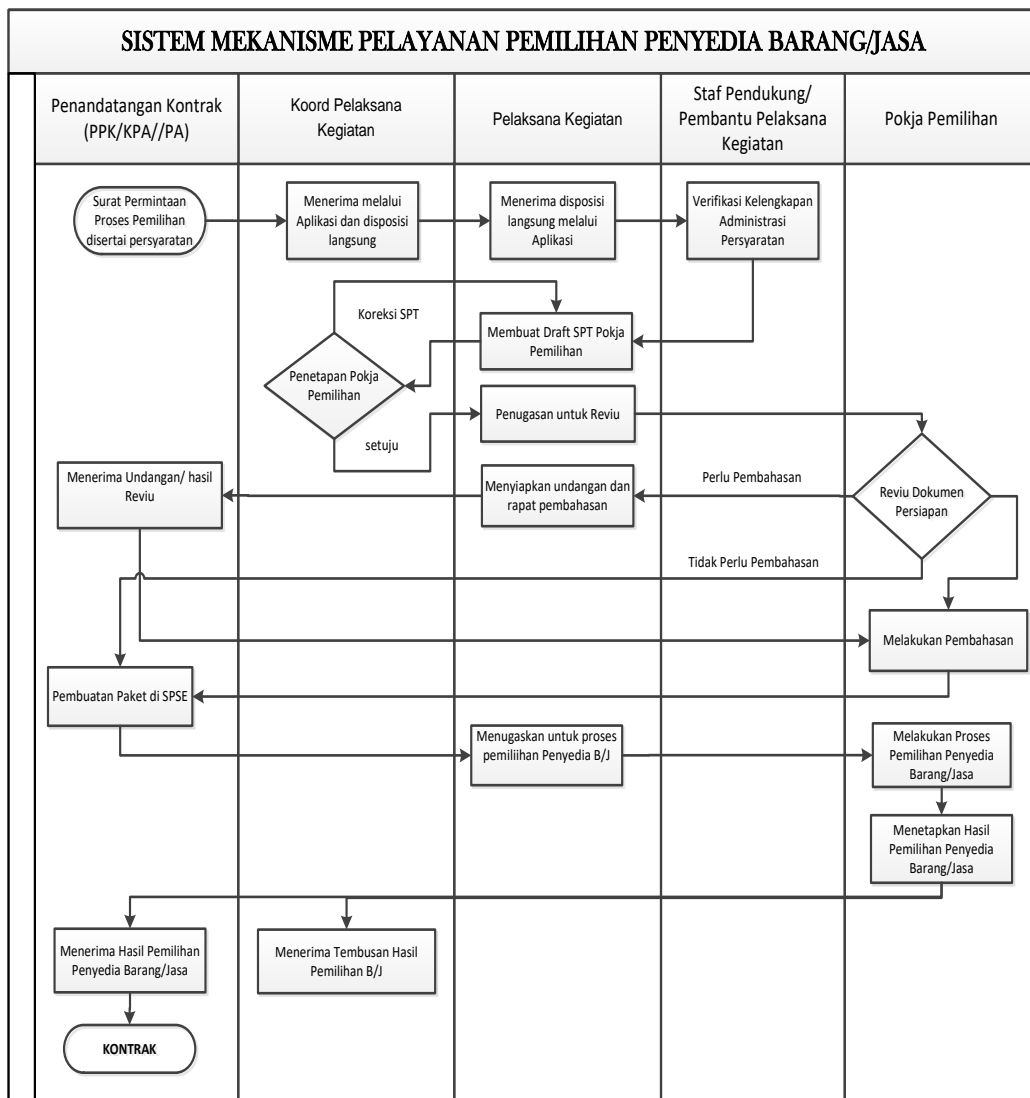 SISTEM MEKANISME PELAYANAN PEMILIHAN PENYEDIA BARANG/JASA
Penandatangan Kontrak
(PPK/KPA//PA)
Koord Pelaksana
Kegiatan
Pelaksana Kegiatan
Staf Pendukung/
Pembantu Pelaksana
Kegiatan
Pokja Pemilihan
Surat Permintaan
Proses Pemilihan
disertai persyaratan
Menerima melalui
Aplikasi dan disposisi
langsung
Menerima disposisi
langsung melalui
Aplikasi
Verifikasi Kelengkapan
Administrasi
Persyaratan
Koreksi SPT
Membuat Draft SPT Pokja
Pemilihan
Penetapan Pokja
Pemilihan
setuju
Penugasan untuk Reviu
Reviu Dokumen
Persiapan
Perlu Pembahasan
Menyiapkan undangan dan
rapat pembahasan
Menerima Undangan/ hasil
Reviu
Tidak Perlu Pembahasan
Melakukan Pembahasan
Pembuatan Paket di SPSE
Menugaskan untuk proses
pemiliihan Penyedia B/J
Melakukan Proses
Pemilihan Penyedia
Barang/Jasa
Menetapkan Hasil
Pemilihan Penyedia
Barang/Jasa
Menerima Hasil Pemilihan
Penyedia Barang/Jasa
Menerima Tembusan Hasil
Pemilihan B/J
KONTRAK